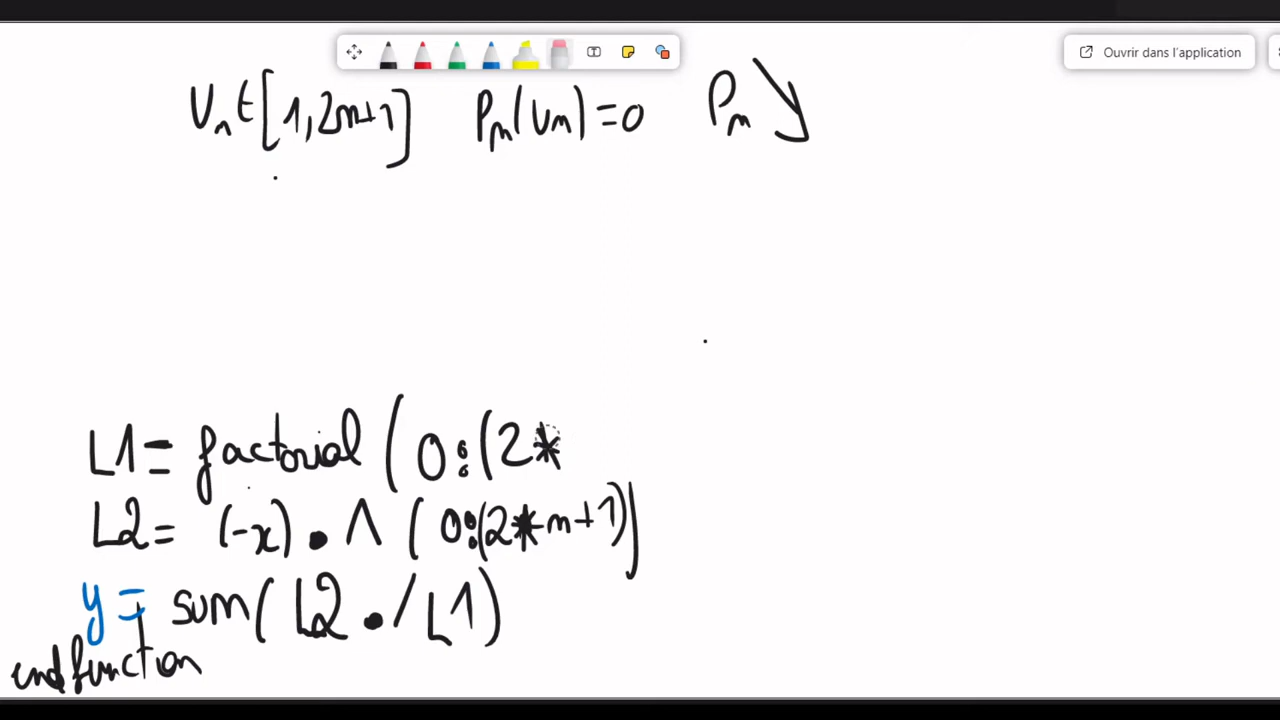 Ouvrir dans l'application
Un ∈ [1, 2n+1] Pn(Un) = 0 Pn ↘
L1 = factorial (0:(2*
L2 = (-x) . ^ (0:(2*n+1))
y = sum( L2 ./ L1)
endfunction